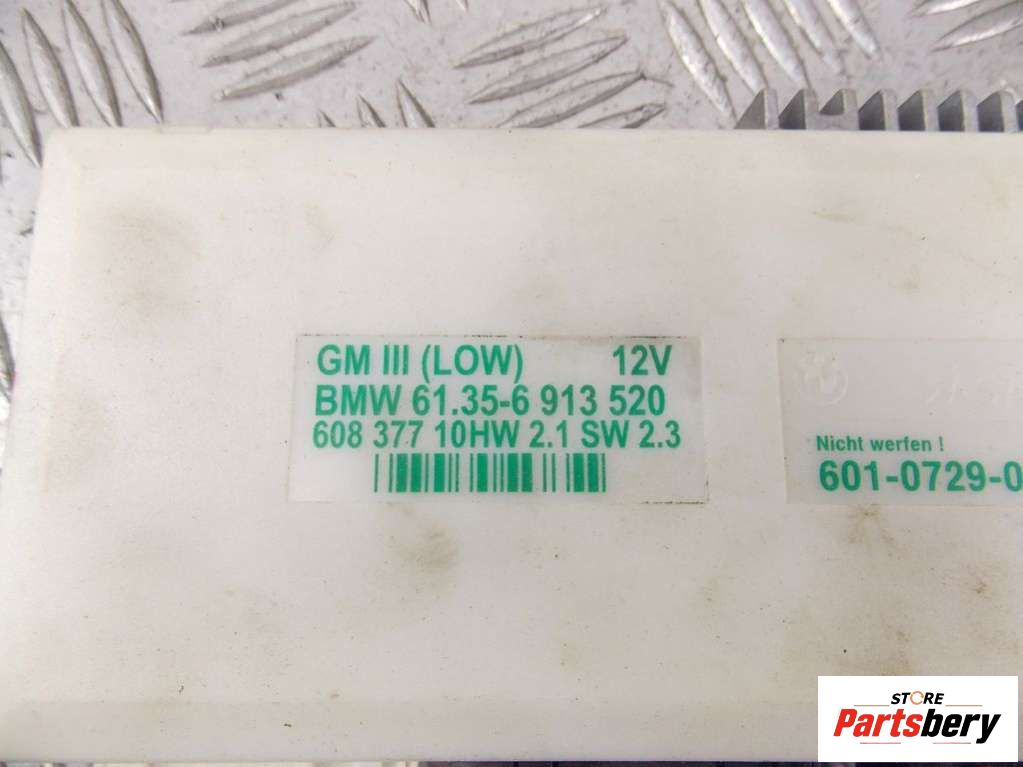 GM III (LOW) 12V
BMW 61.35-6 913 520
608 377 10HW 2.1 SW 2.3
Nicht werfen !
601-0729-0
STORE
Partsbery